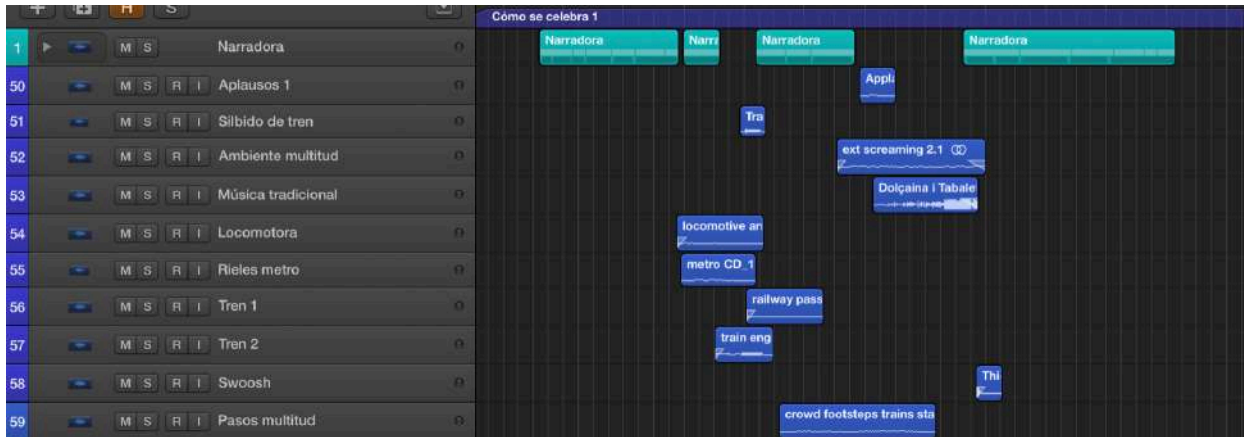 H S
Cómo se celebra 1
1 M S Narradora
Narradora Narra Narradora Narradora
50 M S R I Aplausos 1
Appl
51 M S R I Silbido de tren
Tra
52 M S R I Ambiente multitud
ext screaming 2.1
53 M S R I Música tradicional
Dolçaina i Tabale
54 M S R I Locomotora
locomotive arr
55 M S R I Rieles metro
metro CD_1
56 M S R I Tren 1
railway pass
57 M S R I Tren 2
train eng
58 M S R I Swoosh
Thi
59 M S R I Pasos multitud
crowd footsteps trains sta